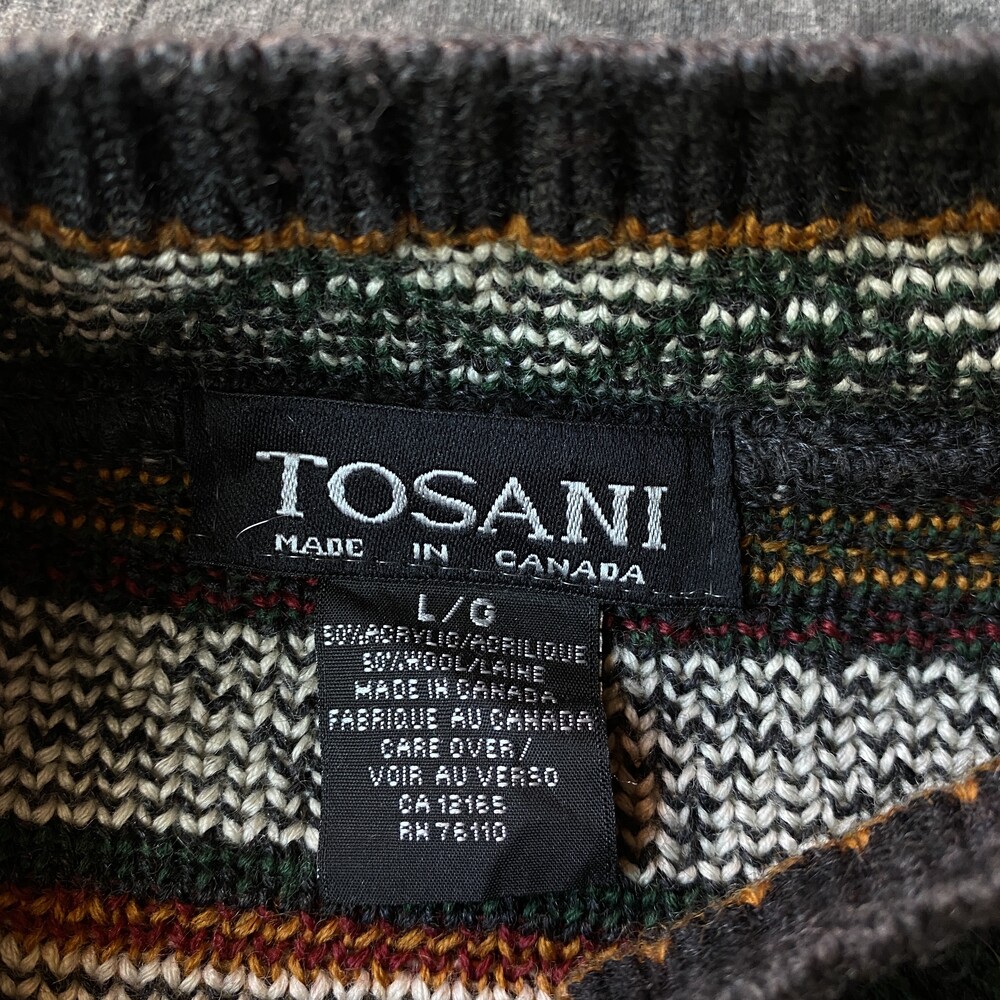 TOSANI
MADE IN CANADA
L/G
50% ACRYLIC/ACRILIQUE
50% WOOL/LAINE
MADE IN CANADA
FABRIQUE AU CANADA
CARE OVER/
VOIR AU VERSO
CA 12165
RN 76110